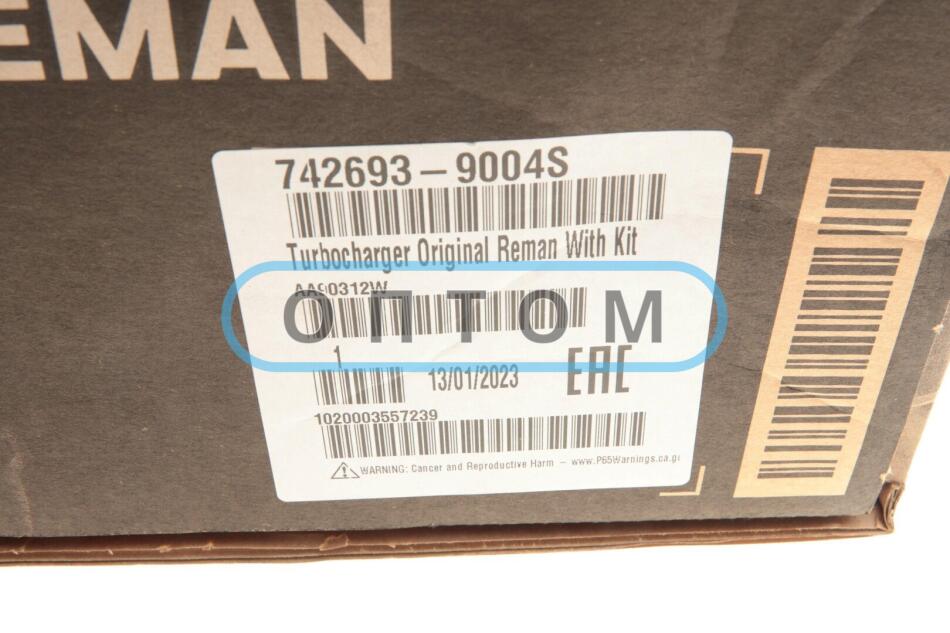 EMAN
742693-9004S
Turbocharger Original Reman With Kit
AA90312W
ОПТОМ
1
13/01/2023
EAC
1020003557239
WARNING: Cancer and Reproductive Harm - www.P65Warnings.ca.g